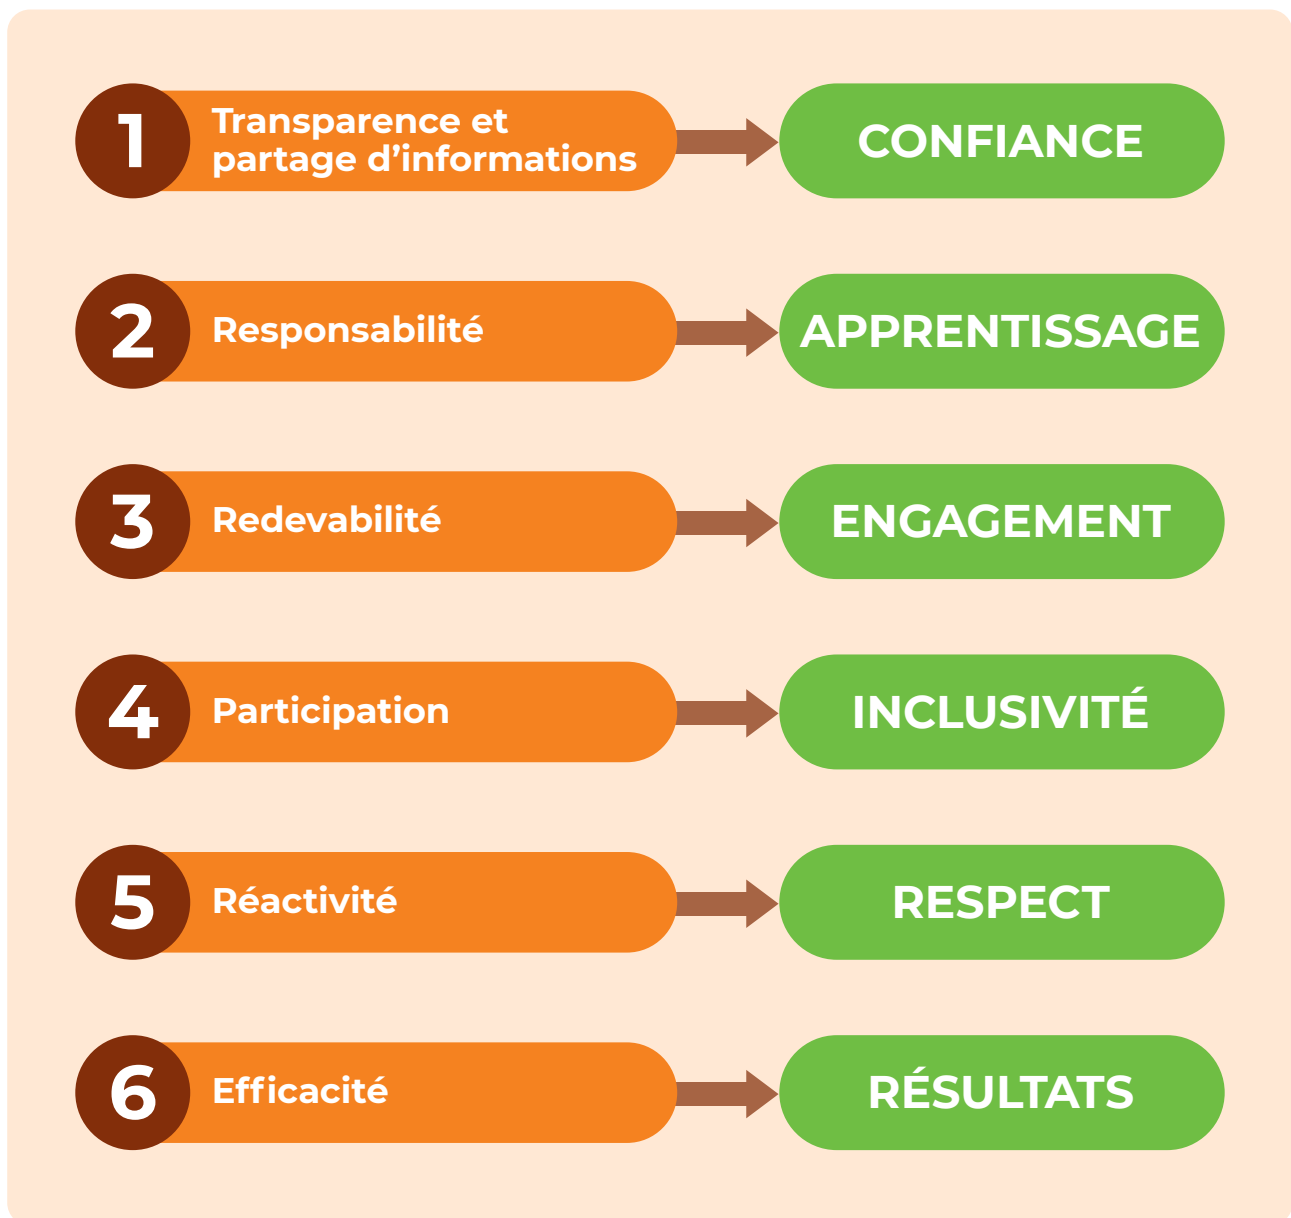 1
Transparence et
partage d’informations
CONFIANCE
2
Responsabilité
APPRENTISSAGE
3
Redevabilité
ENGAGEMENT
4
Participation
INCLUSIVITÉ
5
Réactivité
RESPECT
6
Efficacité
RÉSULTATS